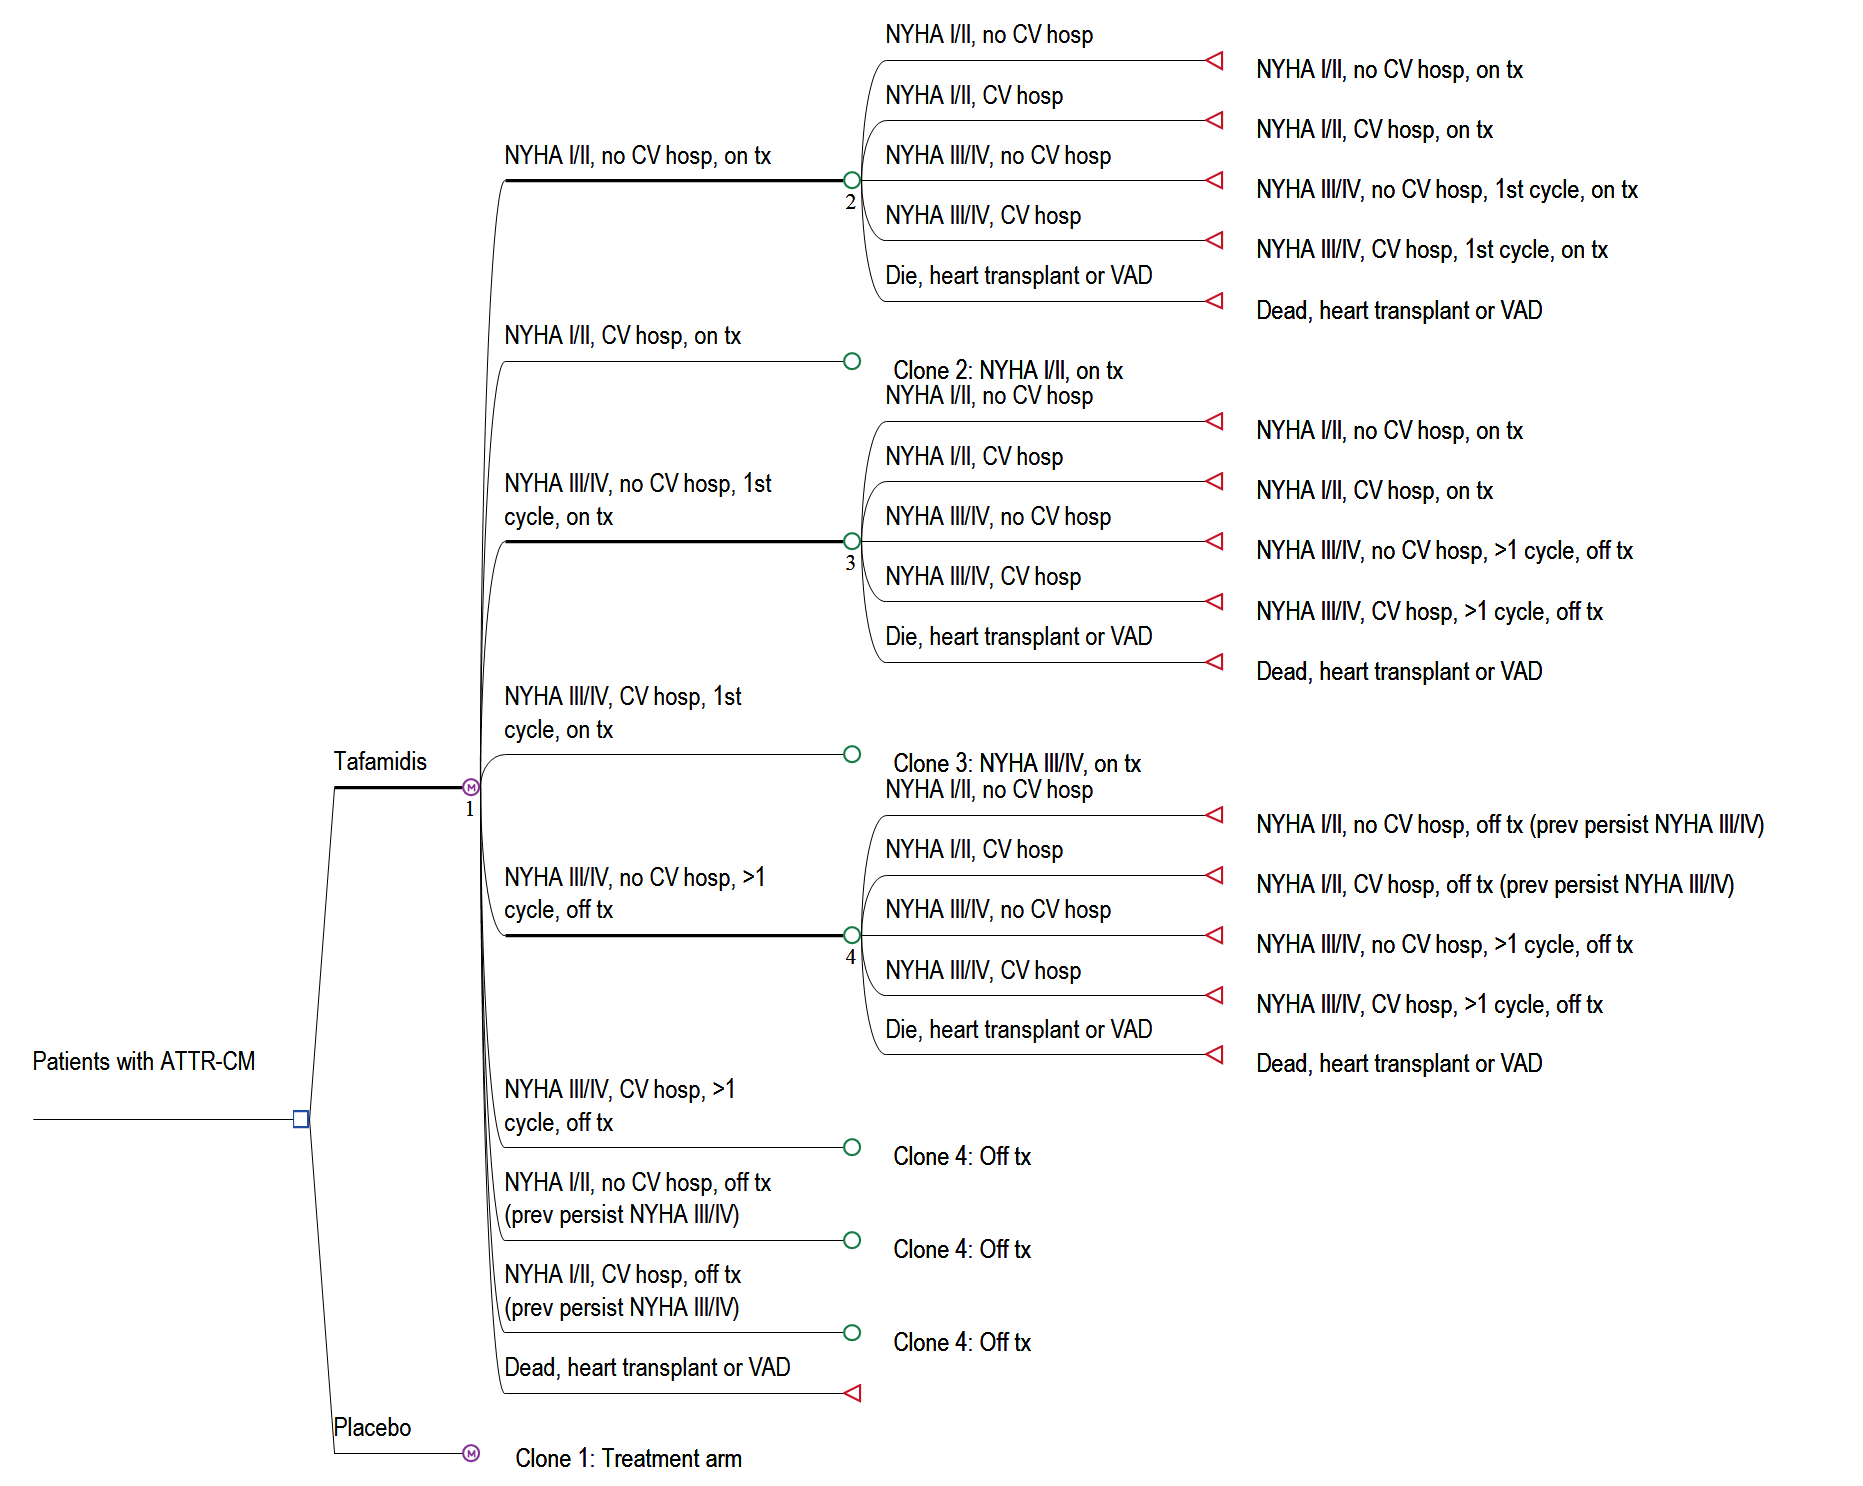 NYHA I/II, no CV hosp
NYHA I/II, no CV hosp, on tx
NYHA I/II, CV hosp
NYHA I/II, CV hosp, on tx
NYHA I/II, no CV hosp, on tx
NYHA III/IV, no CV hosp
2
NYHA III/IV, no CV hosp, 1st cycle, on tx
NYHA III/IV, CV hosp
NYHA III/IV, CV hosp, 1st cycle, on tx
Die, heart transplant or VAD
Dead, heart transplant or VAD
NYHA I/II, CV hosp, on tx
Clone 2: NYHA I/II, on tx
NYHA I/II, no CV hosp
NYHA I/II, no CV hosp, on tx
NYHA I/II, CV hosp
NYHA I/II, CV hosp, on tx
NYHA III/IV, no CV hosp, 1st
cycle, on tx
NYHA III/IV, no CV hosp
3
NYHA III/IV, no CV hosp, >1 cycle, off tx
NYHA III/IV, CV hosp
NYHA III/IV, CV hosp, >1 cycle, off tx
Die, heart transplant or VAD
Dead, heart transplant or VAD
NYHA III/IV, CV hosp, 1st
cycle, on tx
Clone 3: NYHA III/IV, on tx
Tafamidis
M
1
NYHA I/II, no CV hosp
NYHA I/II, no CV hosp, off tx (prev persist NYHA III/IV)
NYHA I/II, CV hosp
NYHA I/II, CV hosp, off tx (prev persist NYHA III/IV)
NYHA III/IV, no CV hosp, >1
cycle, off tx
NYHA III/IV, no CV hosp
4
NYHA III/IV, no CV hosp, >1 cycle, off tx
NYHA III/IV, CV hosp
NYHA III/IV, CV hosp, >1 cycle, off tx
Die, heart transplant or VAD
Dead, heart transplant or VAD
Patients with ATTR-CM
NYHA III/IV, CV hosp, >1
cycle, off tx
Clone 4: Off tx
NYHA I/II, no CV hosp, off tx
(prev persist NYHA III/IV)
Clone 4: Off tx
NYHA I/II, CV hosp, off tx
(prev persist NYHA III/IV)
Clone 4: Off tx
Dead, heart transplant or VAD
Placebo
M
Clone 1: Treatment arm